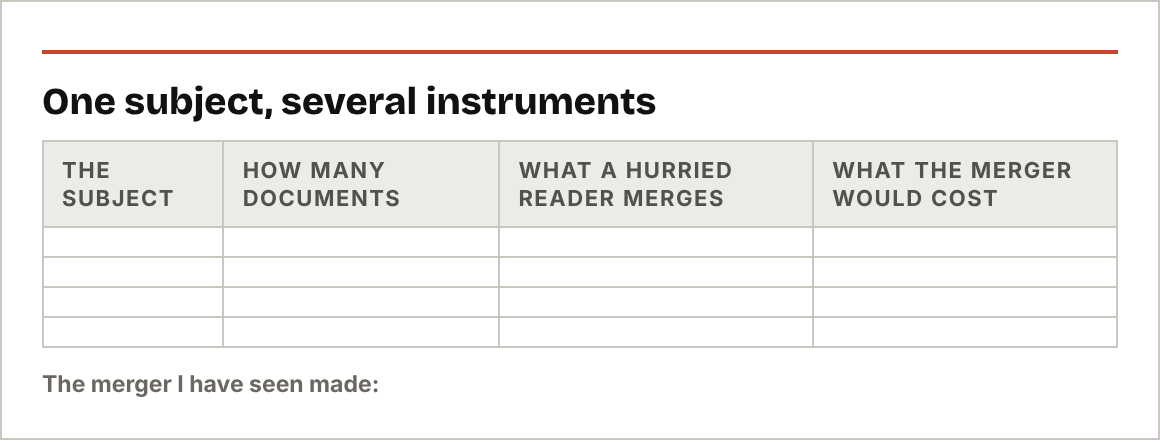 One subject, several instruments
THE SUBJECT
HOW MANY DOCUMENTS
WHAT A HURRIED READER MERGES
WHAT THE MERGER WOULD COST
The merger I have seen made: